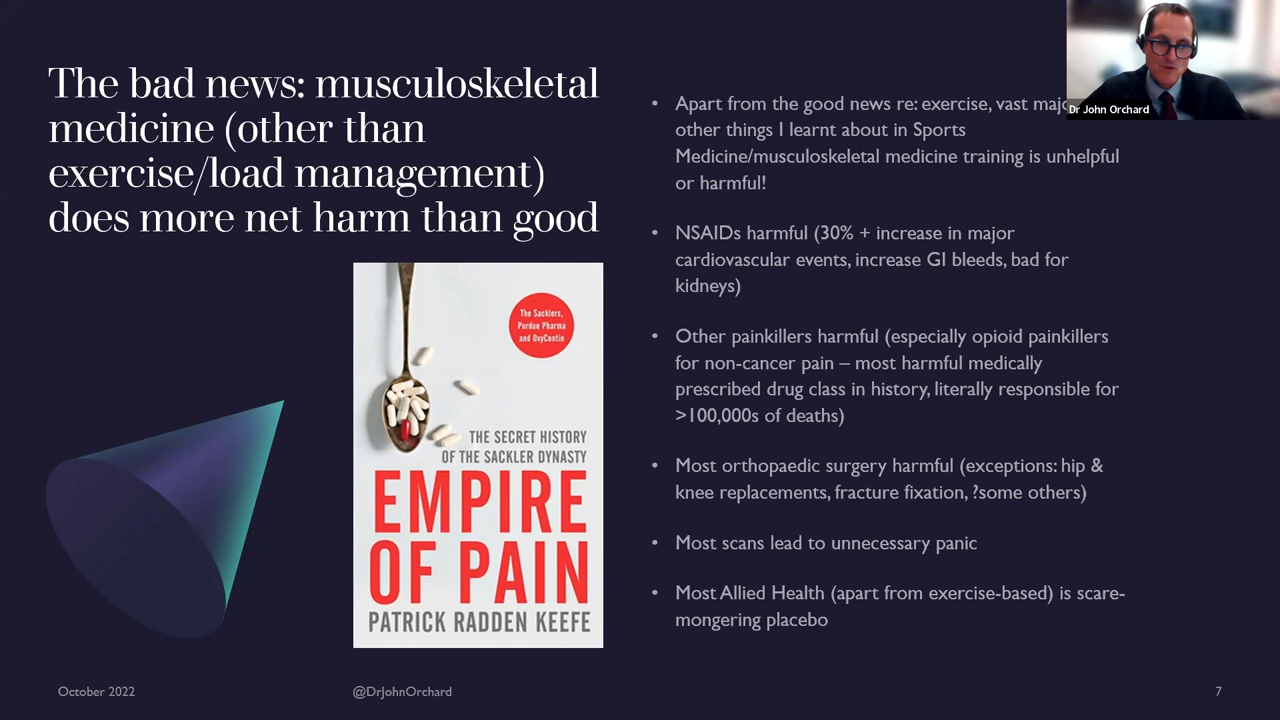 The bad news: musculoskeletal
medicine (other than
exercise/load management)
does more net harm than good
The Sacklers,
Purdue Pharma
and OxyContin
THE SECRET HISTORY
OF THE SACKLER DYNASTY
EMPIRE
OF PAIN
PATRICK RADDEN KEEFE
• Apart from the good news re: exercise, vast
other things I learnt about in Sports
Medicine/musculoskeletal medicine training is unhelpful
or harmful!
• NSAIDs harmful (30% + increase in major
cardiovascular events, increase GI bleeds, bad for
kidneys)
• Other painkillers harmful (especially opioid painkillers
for non-cancer pain – most harmful medically
prescribed drug class in history, literally responsible for
>100,000s of deaths)
• Most orthopaedic surgery harmful (exceptions: hip &
knee replacements, fracture fixation, ?some others)
• Most scans lead to unnecessary panic
• Most Allied Health (apart from exercise-based) is scare-
mongering placebo
Dr John Orchard
October 2022
@DrJohnOrchard
7